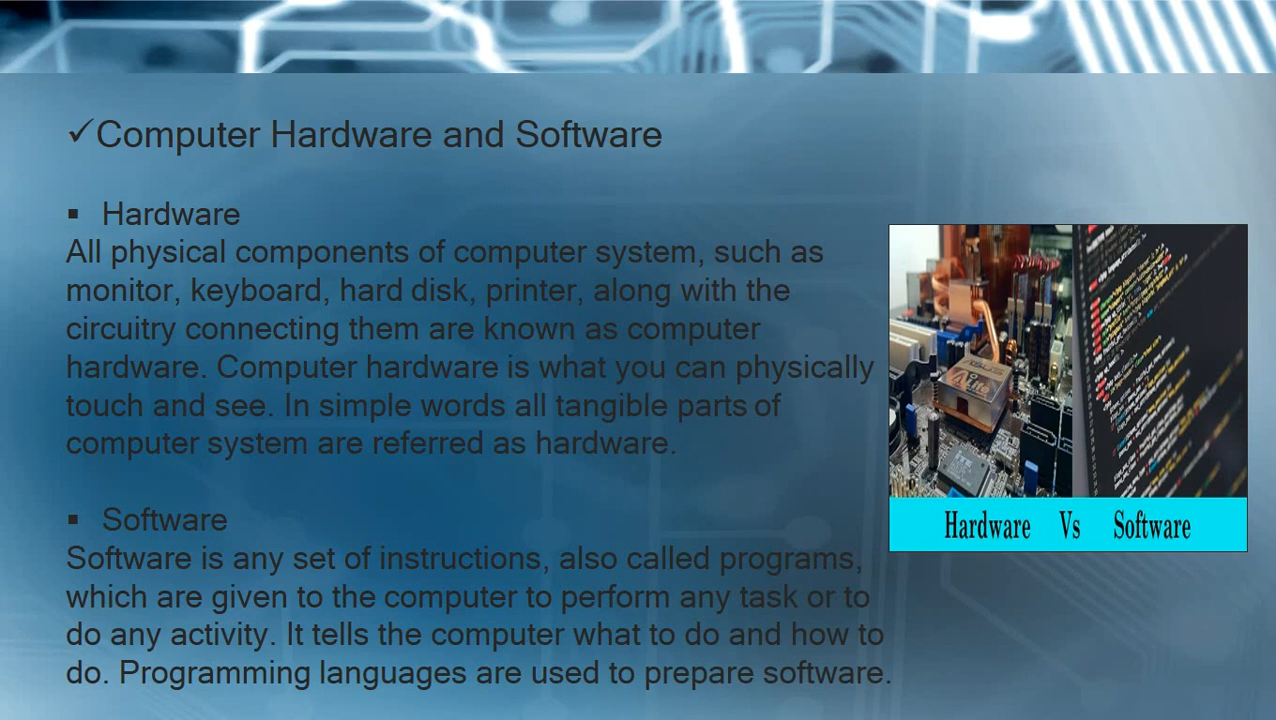 ✓Computer Hardware and Software
▪ Hardware
All physical components of computer system, such as
monitor, keyboard, hard disk, printer, along with the
circuitry connecting them are known as computer
hardware. Computer hardware is what you can physically
touch and see. In simple words all tangible parts of
computer system are referred as hardware.
▪ Software
Software is any set of instructions, also called programs,
which are given to the computer to perform any task or to
do any activity. It tells the computer what to do and how to
do. Programming languages are used to prepare software.
Hardware Vs Software